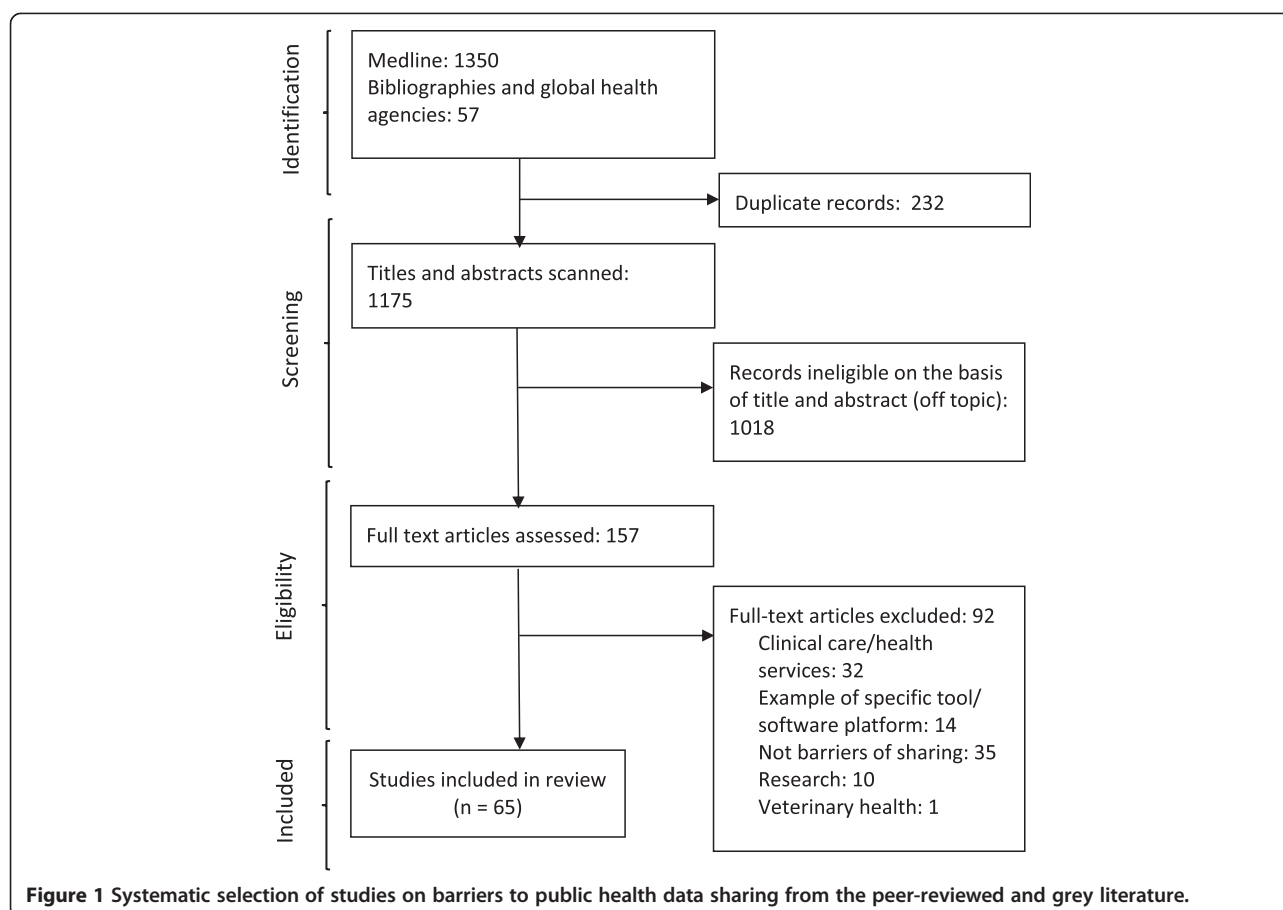 Identification
Medline: 1350
Bibliographies and global health
agencies: 57
Duplicate records: 232
Screening
Titles and abstracts scanned:
1175
Records ineligible on the basis
of title and abstract (off topic):
1018
Eligibility
Full text articles assessed: 157
Full-text articles excluded: 92
Clinical care/health
services: 32
Example of specific tool/
software platform: 14
Not barriers of sharing: 35
Research: 10
Veterinary health: 1
Included
Studies included in review
(n = 65)
Figure 1 Systematic selection of studies on barriers to public health data sharing from the peer-reviewed and grey literature.